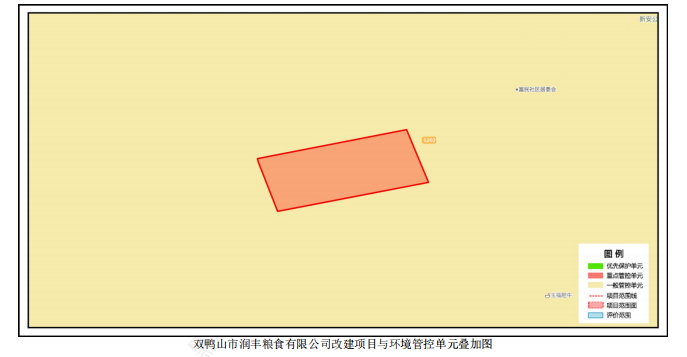 新安公
富民社区居委会
图 例
优先保护单元
重点管控单元
一般管控单元
项目范围线
项目范围面
评价范围
双鸭山市润丰粮食有限公司改建项目与环境管控单元叠加图